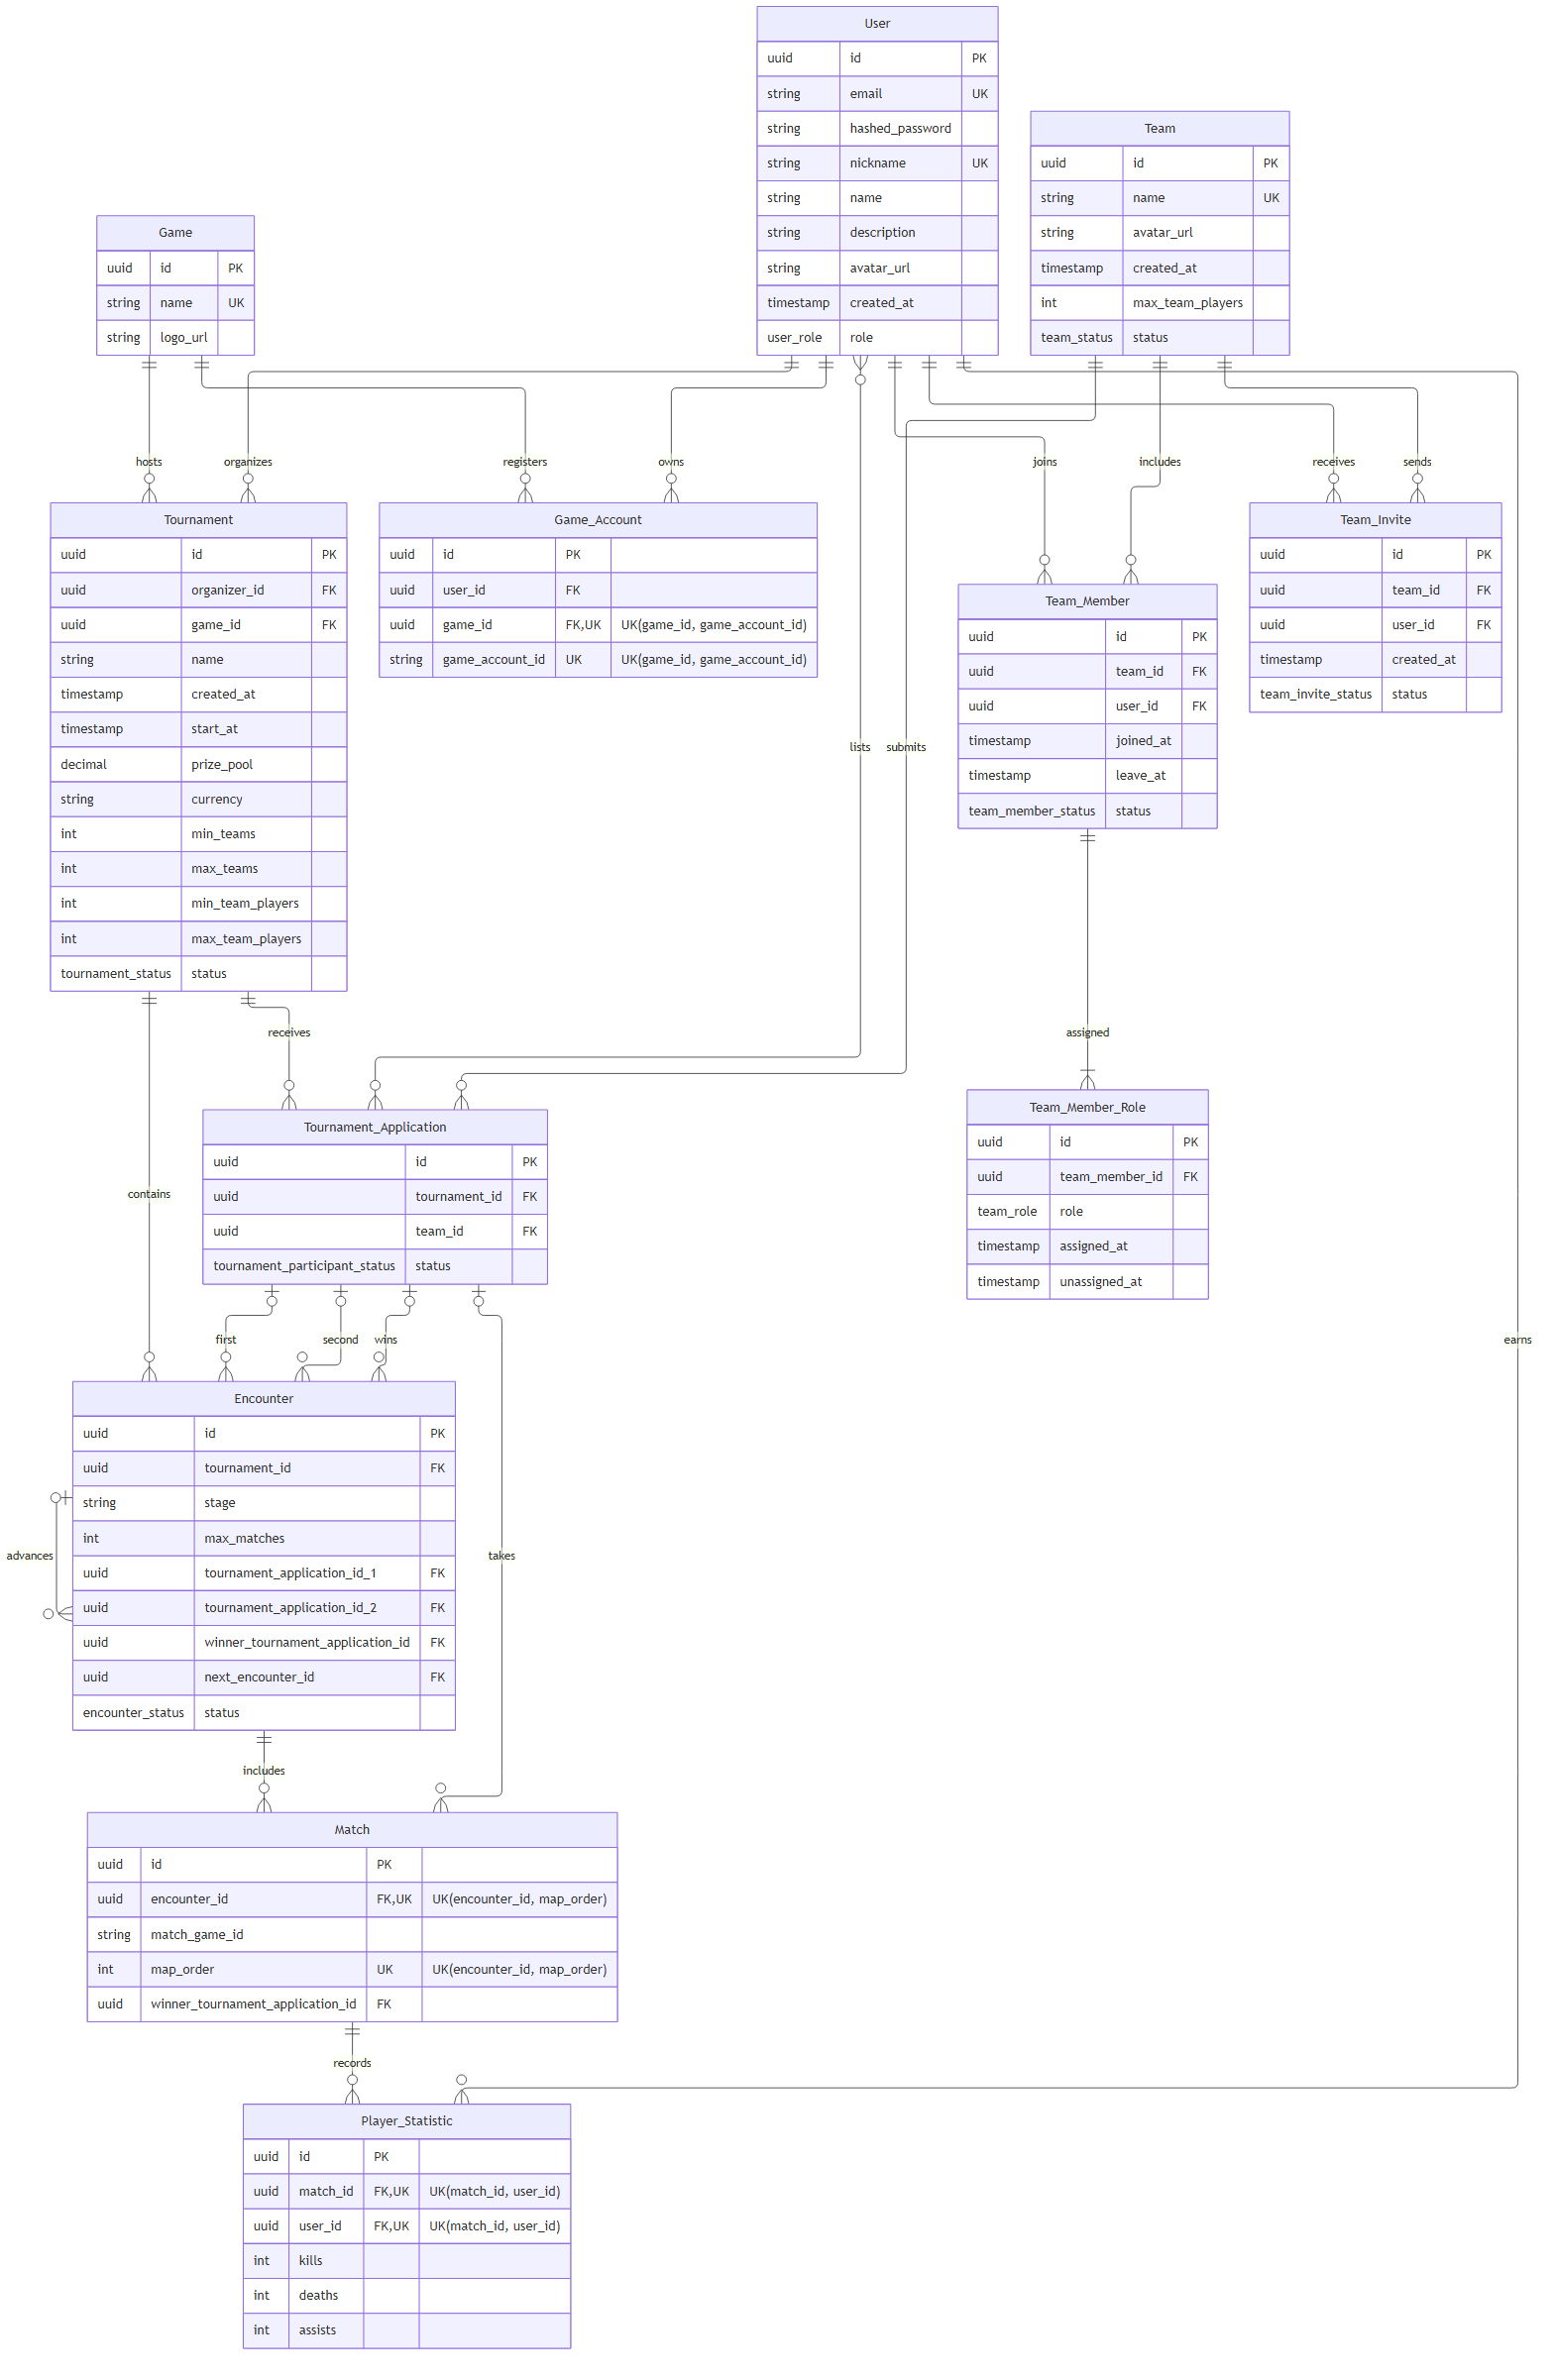 User
uuid id PK
string email UK
string hashed_password
string nickname UK
string name
string description
string avatar_url
timestamp created_at
user_role role
Team
uuid id PK
string name UK
string avatar_url
timestamp created_at
int max_team_players
team_status status
Game
uuid id PK
string name UK
string logo_url
hosts
organizes
registers
owns
joins
includes
receives
sends
Tournament
uuid id PK
uuid organizer_id FK
uuid game_id FK
string name
timestamp created_at
timestamp start_at
decimal prize_pool
string currency
int min_teams
int max_teams
int min_team_players
int max_team_players
tournament_status status
Game_Account
uuid id PK
uuid user_id FK
uuid game_id FK,UK UK(game_id, game_account_id)
string game_account_id UK UK(game_id, game_account_id)
Team_Member
uuid id PK
uuid team_id FK
uuid user_id FK
timestamp joined_at
timestamp leave_at
team_member_status status
Team_Invite
uuid id PK
uuid team_id FK
uuid user_id FK
timestamp created_at
team_invite_status status
lists
submits
receives
assigned
Tournament_Application
uuid id PK
uuid tournament_id FK
uuid team_id FK
tournament_participant_status status
Team_Member_Role
uuid id PK
uuid team_member_id FK
team_role role
timestamp assigned_at
timestamp unassigned_at
contains
first
second
wins
earns
Encounter
uuid id PK
uuid tournament_id FK
string stage
int max_matches
uuid tournament_application_id_1 FK
uuid tournament_application_id_2 FK
uuid winner_tournament_application_id FK
uuid next_encounter_id FK
encounter_status status
advances
takes
includes
Match
uuid id PK
uuid encounter_id FK,UK UK(encounter_id, map_order)
string match_game_id
int map_order UK UK(encounter_id, map_order)
uuid winner_tournament_application_id FK
records
Player_Statistic
uuid id PK
uuid match_id FK,UK UK(match_id, user_id)
uuid user_id FK,UK UK(match_id, user_id)
int kills
int deaths
int assists